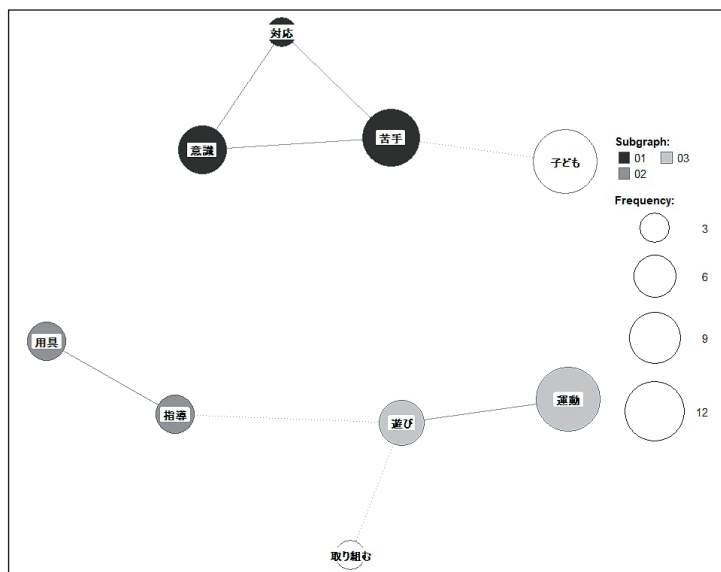 対応
意識
苦手
子ども
Subgraph:
01 03
02
Frequency:
3
6
9
12
用具
指導
遊び
運動
取り組む